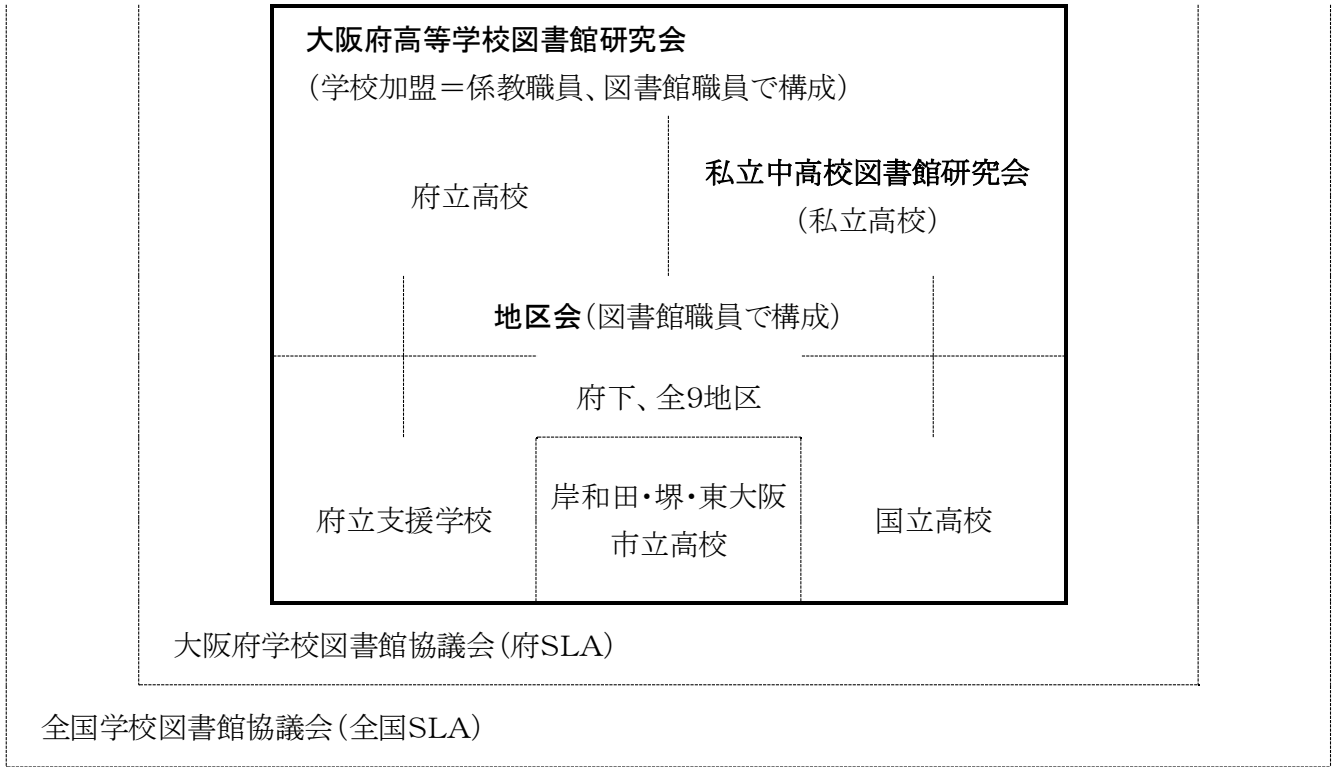 大阪府高等学校図書館研究会
(学校加盟＝係教職員、図書館職員で構成)
府立高校
私立中高校図書館研究会
(私立高校)
地区会(図書館職員で構成)
府下、全9地区
府立支援学校
岸和田・堺・東大阪
市立高校
国立高校
大阪府学校図書館協議会(府SLA)
全国学校図書館協議会(全国SLA)